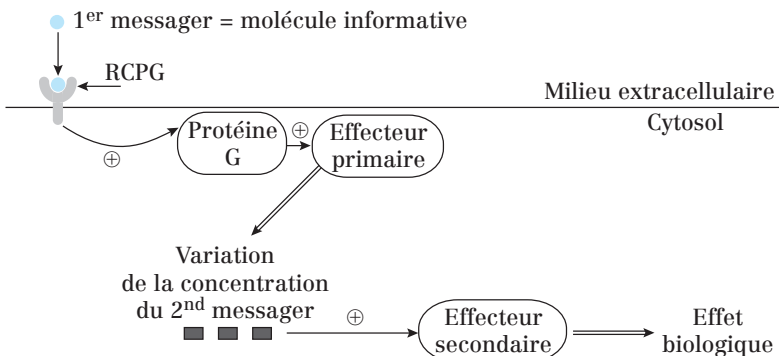 1er messager = molécule informative
RCPG
Milieu extracellulaire
Cytosol
⊕
Protéine
G
⊕
Effecteur
primaire
Variation
de la concentration
du 2nd messager
⊕
Effecteur
secondaire
Effet
biologique